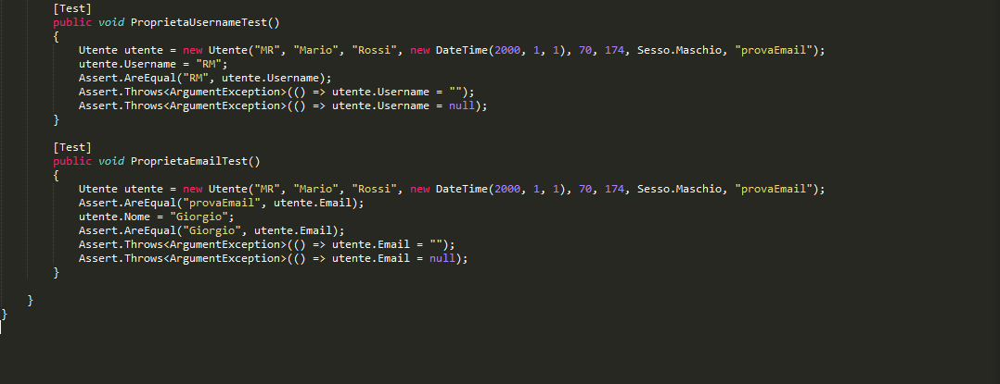 [Test]
public void ProprietaUsernameTest()
{
Utente utente = new Utente("MR", "Mario", "Rossi", new DateTime(2000, 1, 1), 70, 174, Sesso.Maschio, "provaEmail");
utente.Username = "RM";
Assert.AreEqual("RM", utente.Username);
Assert.Throws<ArgumentException>(() => utente.Username = "");
Assert.Throws<ArgumentException>(() => utente.Username = null);
}
[Test]
public void ProprietaEmailTest()
{
Utente utente = new Utente("MR", "Mario", "Rossi", new DateTime(2000, 1, 1), 70, 174, Sesso.Maschio, "provaEmail");
Assert.AreEqual("provaEmail", utente.Email);
utente.Nome = "Giorgio";
Assert.AreEqual("Giorgio", utente.Email);
Assert.Throws<ArgumentException>(() => utente.Email = "");
Assert.Throws<ArgumentException>(() => utente.Email = null);
}
}
}